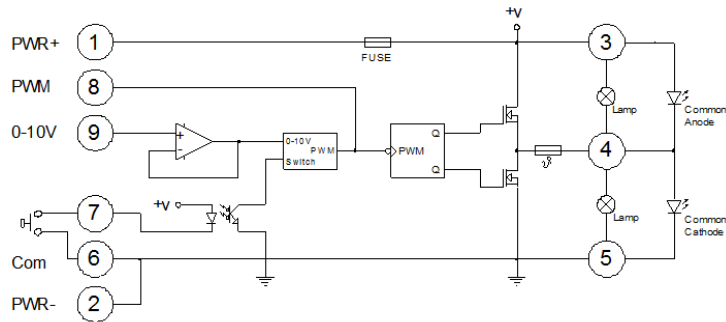 +V
PWR+ 1 FUSE 3
PWM 8
Lamp
Common
Anode
0-10V 9 + - 0-10V
PWM
Switch
PWM Q
Q
4
+V
7
Lamp
Common
Cathode
Com 6 5
PWR- 2